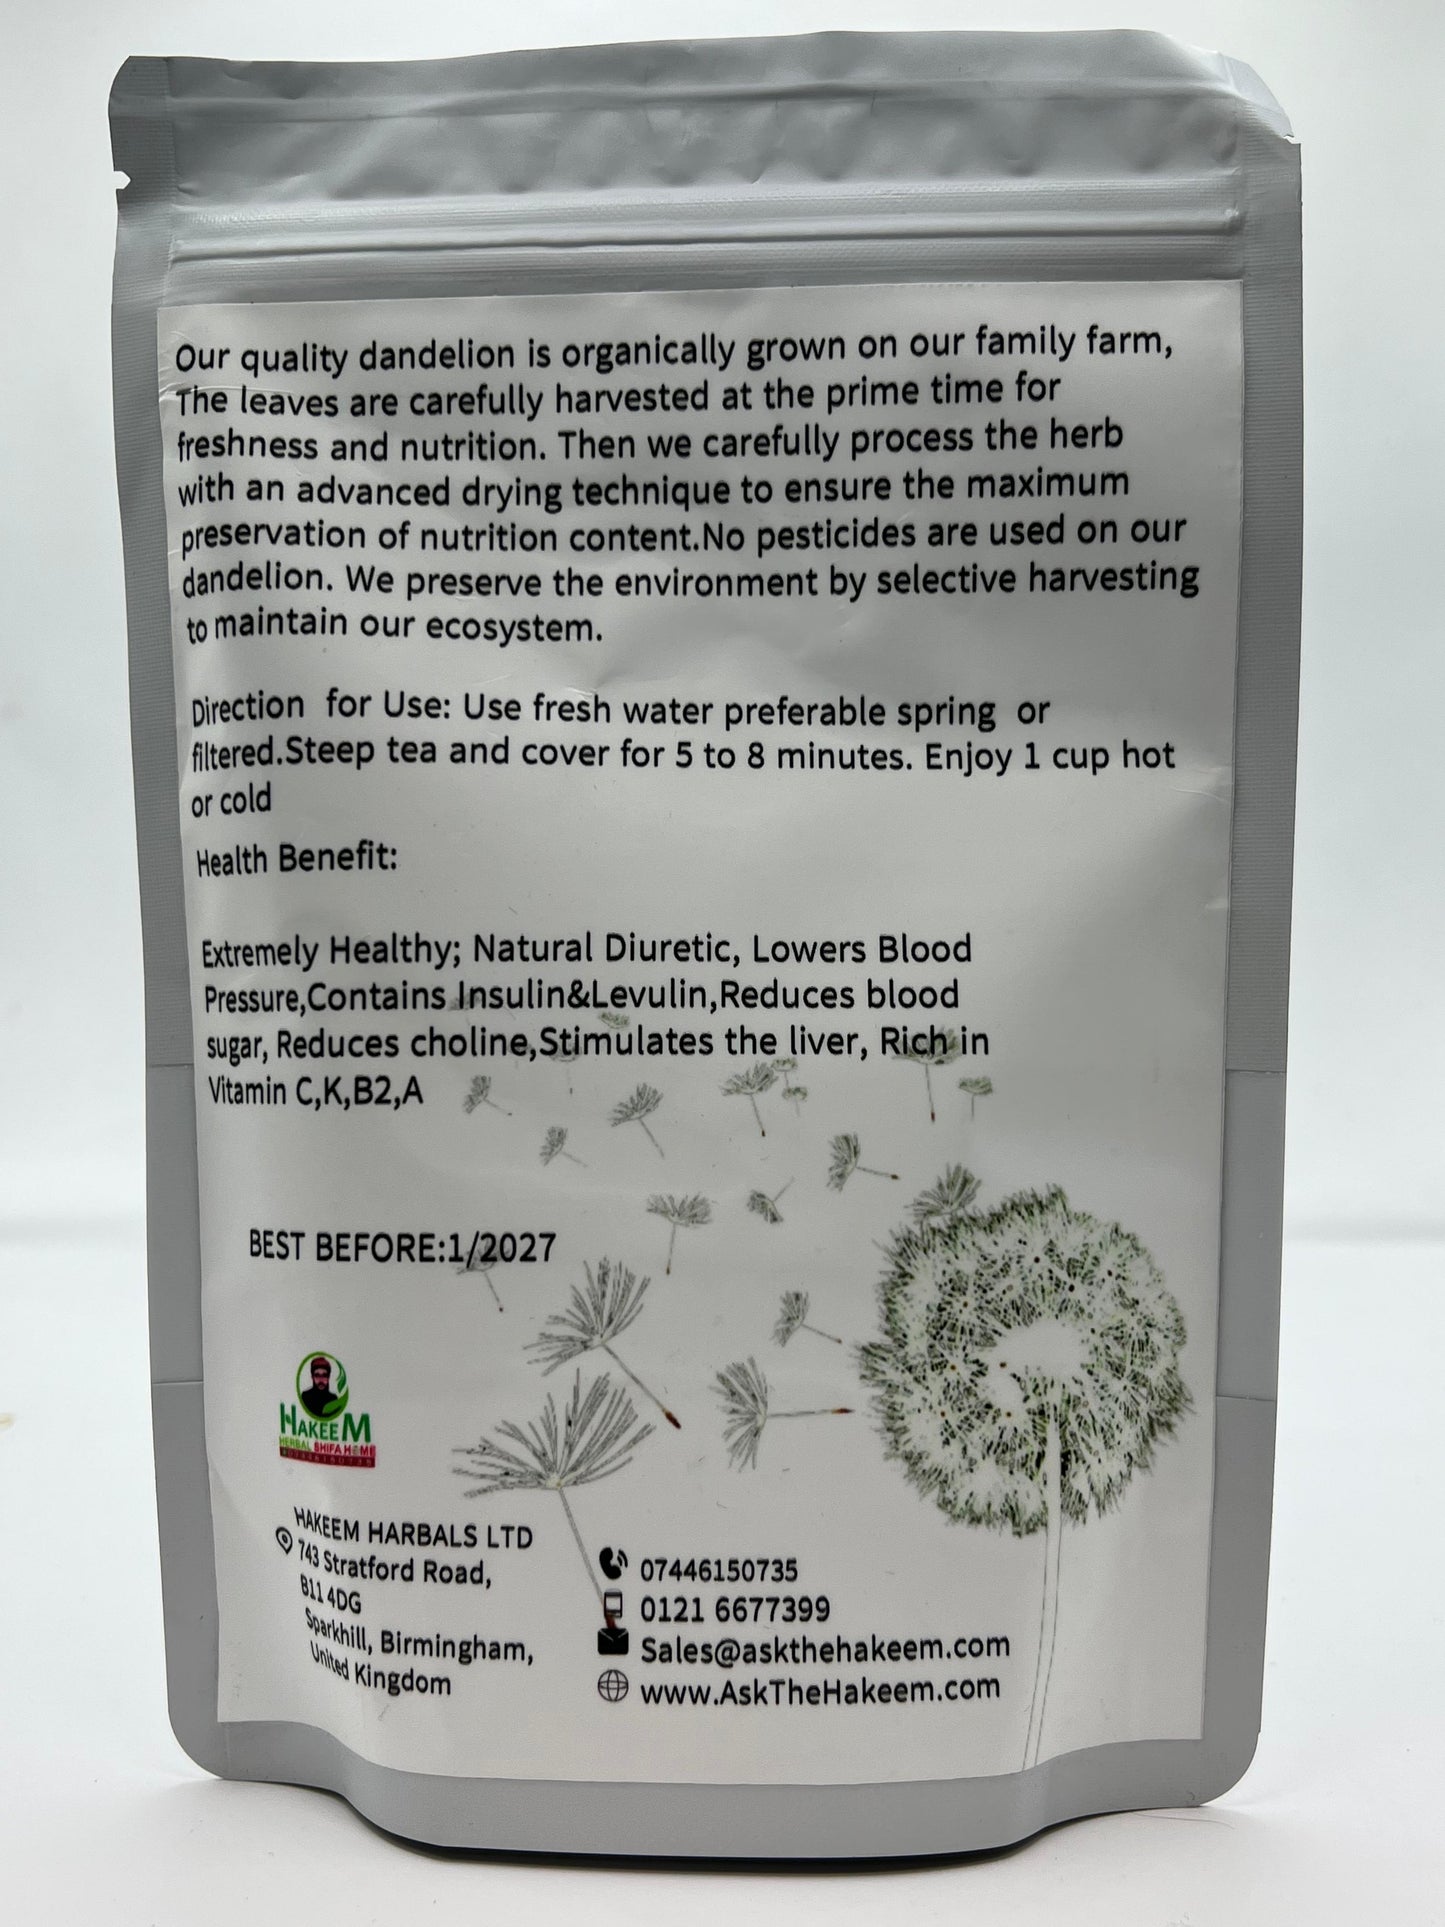 Our quality dandelion is organically grown on our family farm,
The leaves are carefully harvested at the prime time for
freshness and nutrition. Then we carefully process the herb
with an advanced drying technique to ensure the maximum
preservation of nutrition content.No pesticides are used on our
dandelion. We preserve the environment by selective harvesting
to maintain our ecosystem.
Direction for Use: Use fresh water preferable spring or
filtered.Steep tea and cover for 5 to 8 minutes. Enjoy 1 cup hot
or cold
Health Benefit:
Extremely Healthy; Natural Diuretic, Lowers Blood
Pressure,Contains Insulin&Levulin,Reduces blood
sugar, Reduces choline,Stimulates the liver, Rich in
Vitamin C,K,B2,A
BEST BEFORE:1/2027
HAKEEM
HERBAL SHIFA HOME
HAKEEM HARBALS LTD
743 Stratford Road,
B11 4DG
Sparkhill, Birmingham,
United Kingdom
07446150735
0121 6677399
Sales@askthehakeem.com
www.AskTheHakeem.com